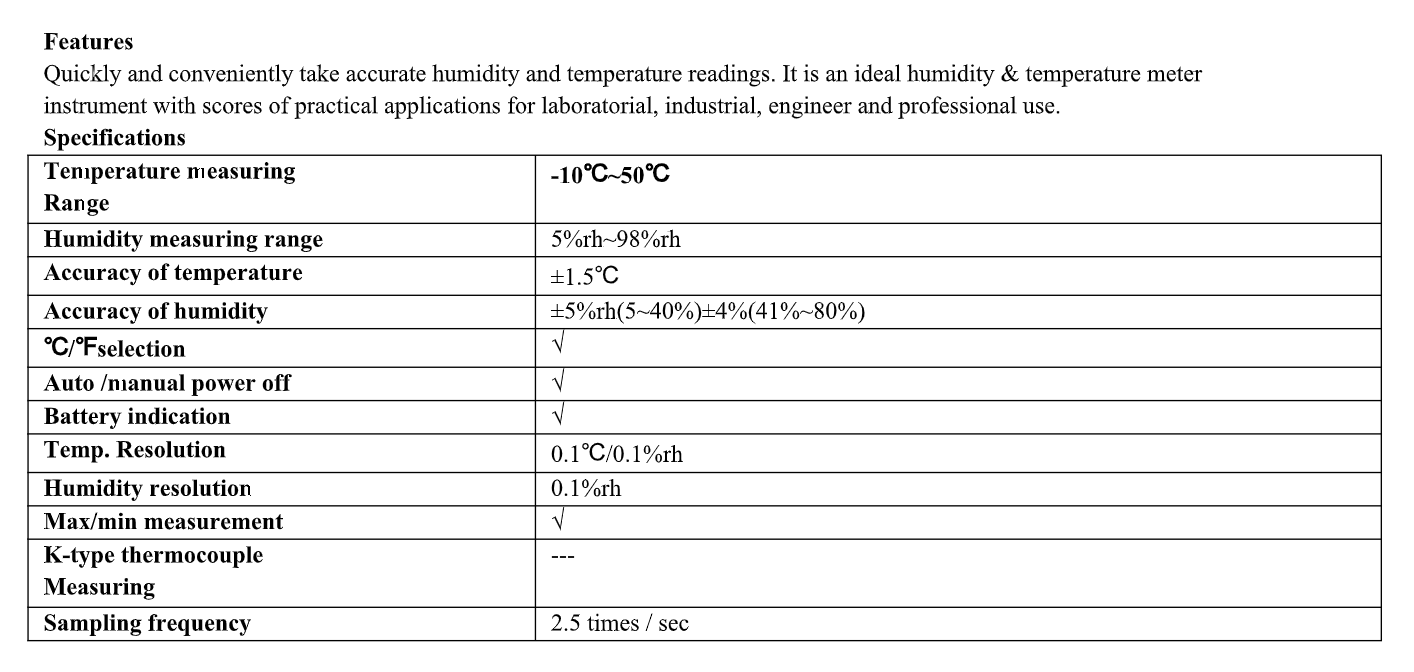 Features
Quickly and conveniently take accurate humidity and temperature readings. It is an ideal humidity & temperature meter
instrument with scores of practical applications for laboratorial, industrial, engineer and professional use.
Specifications
Temperature measuring
Range
-10℃~50℃
Humidity measuring range
5%rh~98%rh
Accuracy of temperature
±1.5℃
Accuracy of humidity
±5%rh(5~40%)±4%(41%~80%)
℃/℉selection
√
Auto /manual power off
√
Battery indication
√
Temp. Resolution
0.1℃/0.1%rh
Humidity resolution
0.1%rh
Max/min measurement
√
K-type thermocouple
Measuring
---
Sampling frequency
2.5 times / sec